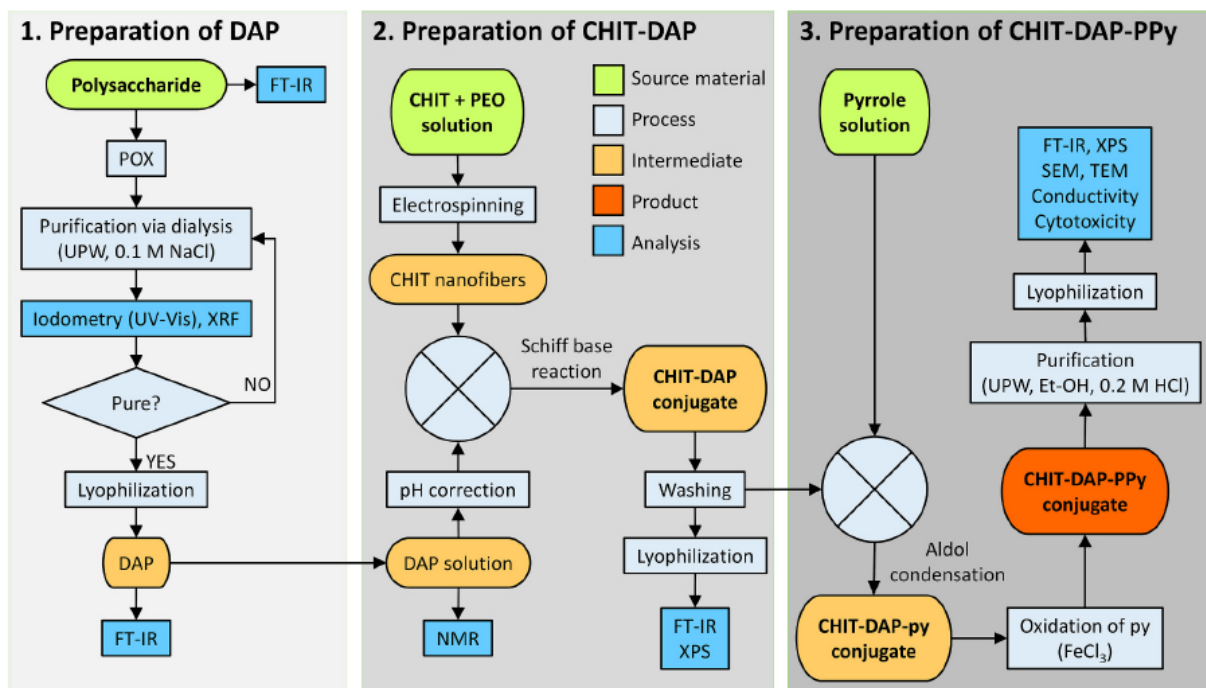 1. Preparation of DAP
Polysaccharide
FT-IR
POX
Purification via dialysis
(UPW, 0.1 M NaCl)
Iodometry (UV-Vis), XRF
Pure?
NO
YES
Lyophilization
DAP
FT-IR
2. Preparation of CHIT-DAP
CHIT + PEO
solution
Source material
Process
Intermediate
Product
Analysis
Electrospinning
CHIT nanofibers
Schiff base
reaction
CHIT-DAP
conjugate
pH correction
Washing
DAP solution
Lyophilization
NMR
FT-IR
XPS
3. Preparation of CHIT-DAP-PPy
Pyrrole
solution
FT-IR, XPS
SEM, TEM
Conductivity
Cytotoxicity
Lyophilization
Purification
(UPW, Et-OH, 0.2 M HCl)
CHIT-DAP-PPy
conjugate
Aldol
condensation
CHIT-DAP-py
conjugate
Oxidation of py
(FeCl₃)